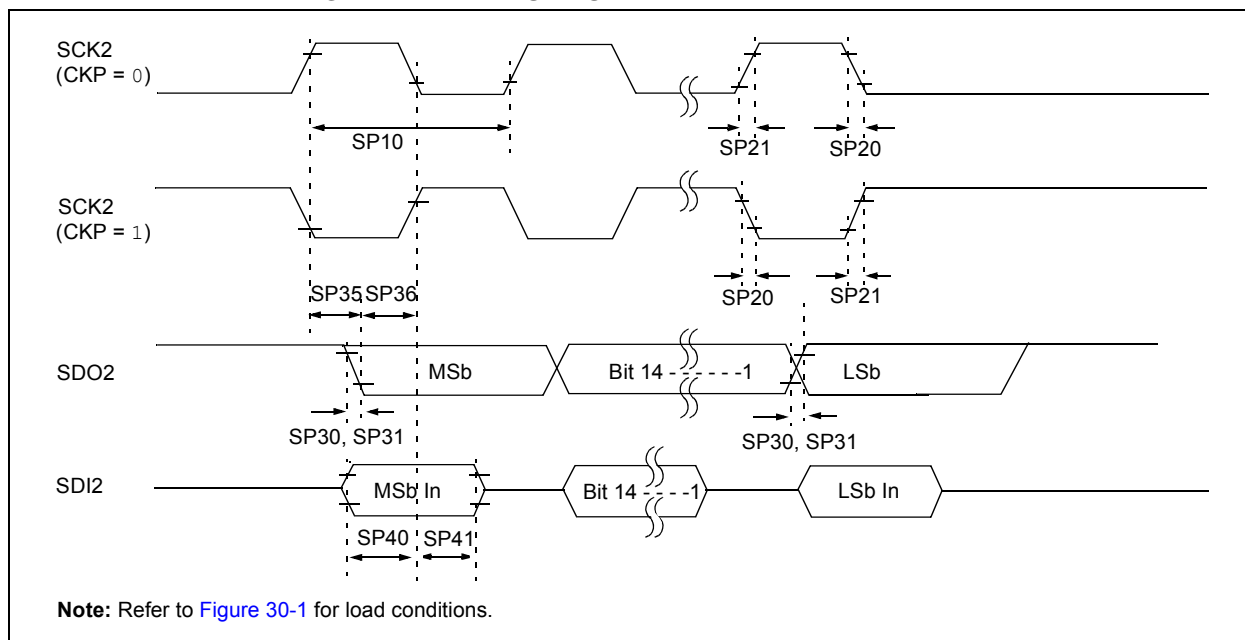 SCK2
(CKP = 0)
SP10
SP21
SP20
SCK2
(CKP = 1)
SP35
SP36
SP20
SP21
SDO2
MSb
Bit 14 - - - - - -1
LSb
SP30, SP31
SP30, SP31
SDI2
MSb In
Bit 14 - - - -1
LSb In
SP40
SP41
Note: Refer to Figure 30-1 for load conditions.